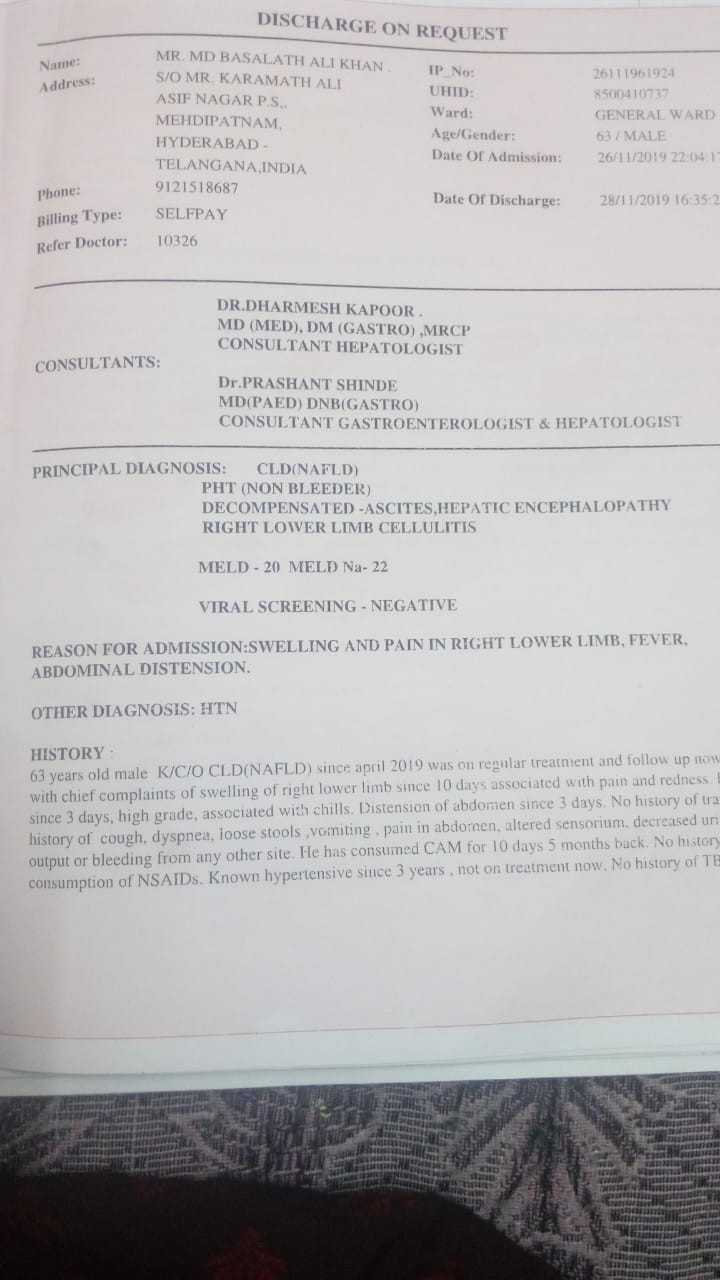 DISCHARGE ON REQUEST
Name: MR. MD BASALATH ALI KHAN .
Address: S/O MR. KARAMATH ALI
ASIF NAGAR P.S,,
MEHDIPATNAM,
HYDERABAD -
TELANGANA,INDIA
Phone: 9121518687
Billing Type: SELFPAY
Refer Doctor: 10326
IP_No: 26111961924
UHID: 8500410737
Ward: GENERAL WARD
Age/Gender: 63 / MALE
Date Of Admission: 26/11/2019 22:04:17
Date Of Discharge: 28/11/2019 16:35:2
CONSULTANTS:
DR.DHARMESH KAPOOR .
MD (MED), DM (GASTRO) ,MRCP
CONSULTANT HEPATOLOGIST
Dr.PRASHANT SHINDE
MD(PAED) DNB(GASTRO)
CONSULTANT GASTROENTEROLOGIST & HEPATOLOGIST
PRINCIPAL DIAGNOSIS: CLD(NAFLD)
PHT (NON BLEEDER)
DECOMPENSATED -ASCITES,HEPATIC ENCEPHALOPATHY
RIGHT LOWER LIMB CELLULITIS
MELD - 20 MELD Na- 22
VIRAL SCREENING - NEGATIVE
REASON FOR ADMISSION:SWELLING AND PAIN IN RIGHT LOWER LIMB, FEVER,
ABDOMINAL DISTENSION.
OTHER DIAGNOSIS: HTN
HISTORY :
63 years old male K/C/O CLD(NAFLD) since april 2019 was on regular treatment and follow up now
with chief complaints of swelling of right lower limb since 10 days associated with pain and redness.
since 3 days, high grade, associated with chills. Distension of abdomen since 3 days. No history of
history of cough, dyspnea, loose stools ,vomiting , pain in abdomen, altered sensorium, decreased
output or bleeding from any other site. He has consumed CAM for 10 days 5 months back. No history
consumption of NSAIDs. Known hypertensive since 3 years , not on treatment now. No history of TB